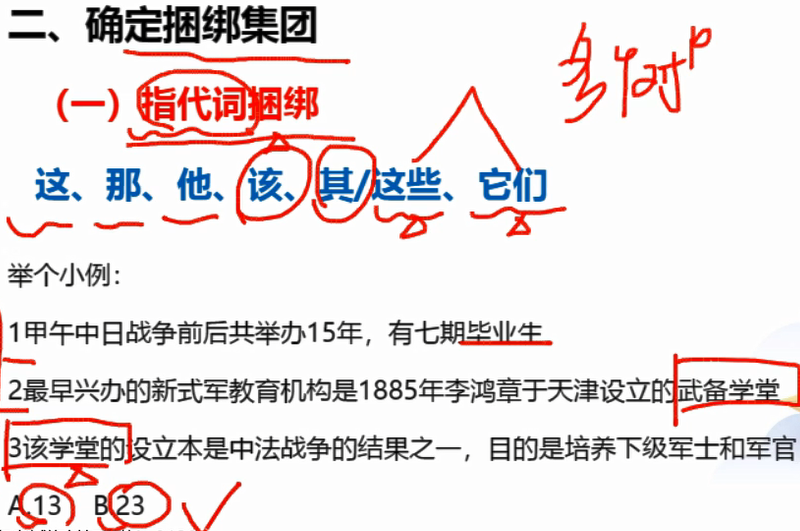 二、确定捆绑集团
（一）指代词捆绑
这、那、他、该、其/这些、它们
举个小例：
1甲午中日战争前后共举办15年，有七期毕业生
2最早兴办的新式军教育机构是1885年李鸿章于天津设立的武备学堂
3该学堂的设立本是中法战争的结果之一，目的是培养下级军士和军官
A.13 B.23